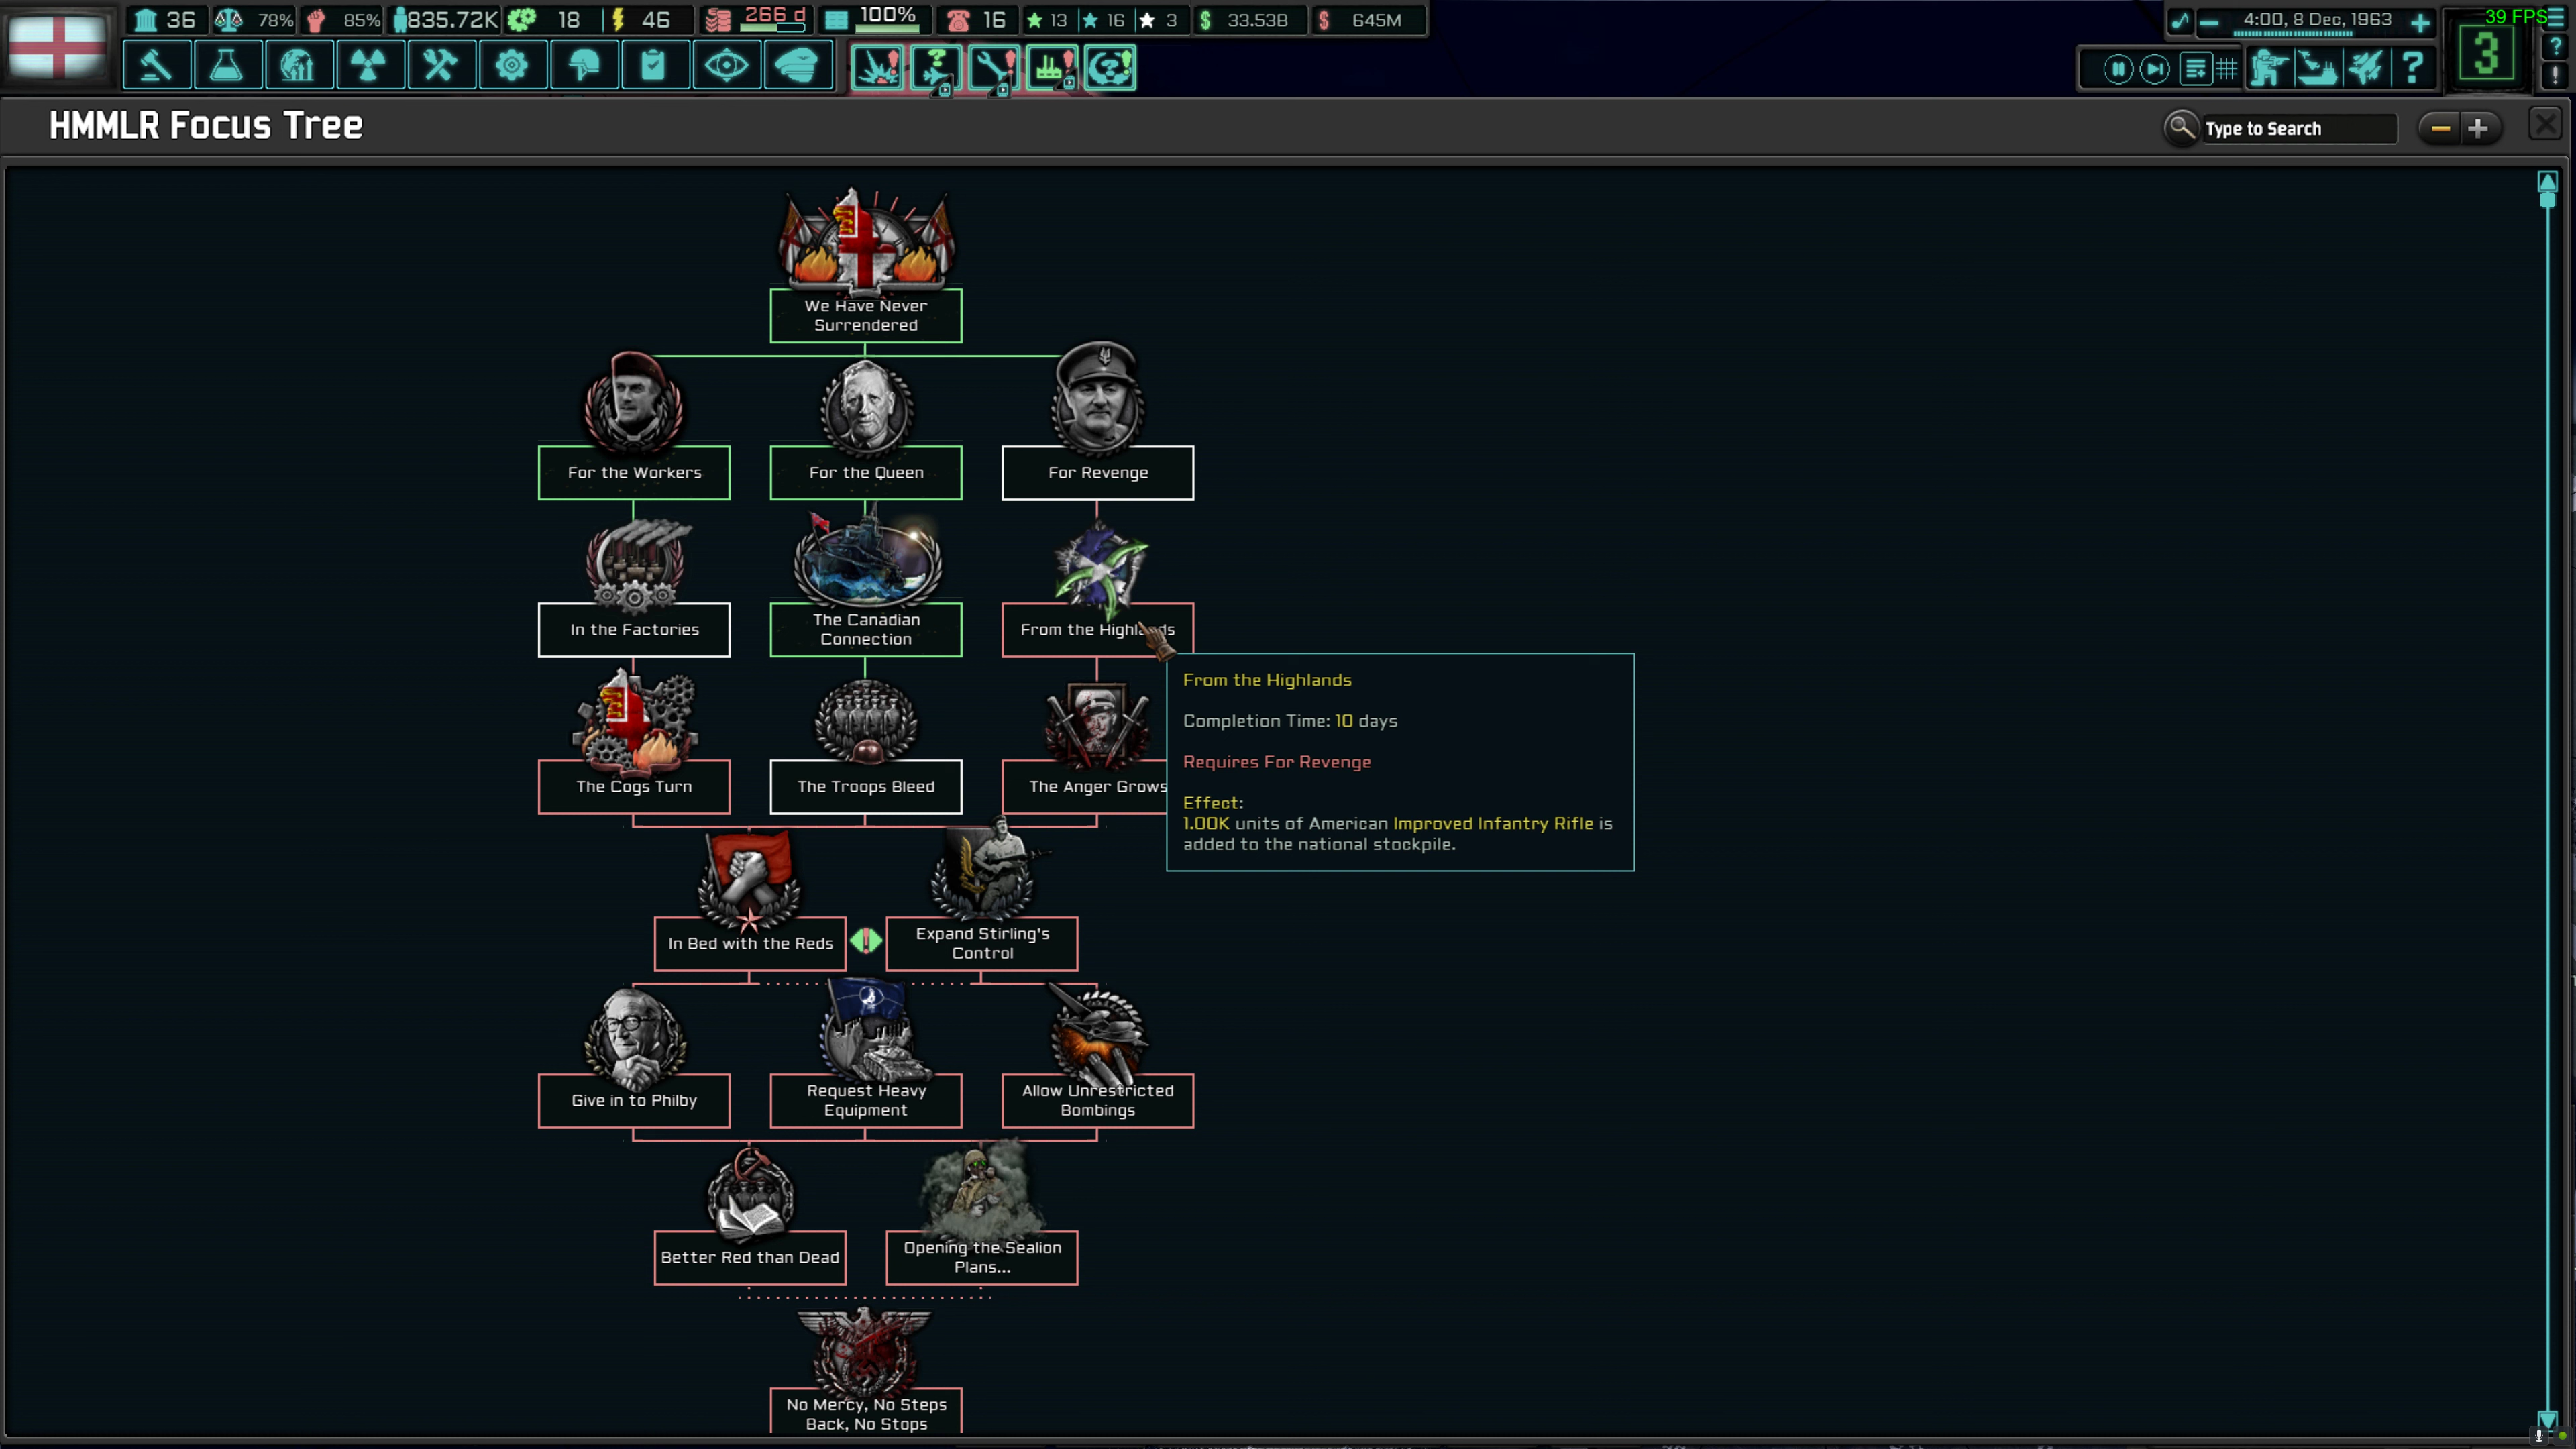 36 78% 85% 835.72K 18 46 266 d 100% 16 13 16 3 $ 33.53B $ 645M
4:00, 8 Dec, 1963
39 FPS
3
HMMLR Focus Tree
Type to Search
We Have Never
Surrendered
For the Workers
For the Queen
For Revenge
In the Factories
The Canadian
Connection
From the Highlands
The Cogs Turn
The Troops Bleed
The Anger Grows
From the Highlands
Completion Time: 10 days
Requires For Revenge
Effect:
1.00K units of American Improved Infantry Rifle is
added to the national stockpile.
In Bed with the Reds
Expand Stirling's
Control
Give in to Philby
Request Heavy
Equipment
Allow Unrestricted
Bombings
Better Red than Dead
Opening the Sealion
Plans...
No Mercy, No Steps
Back, No Stops